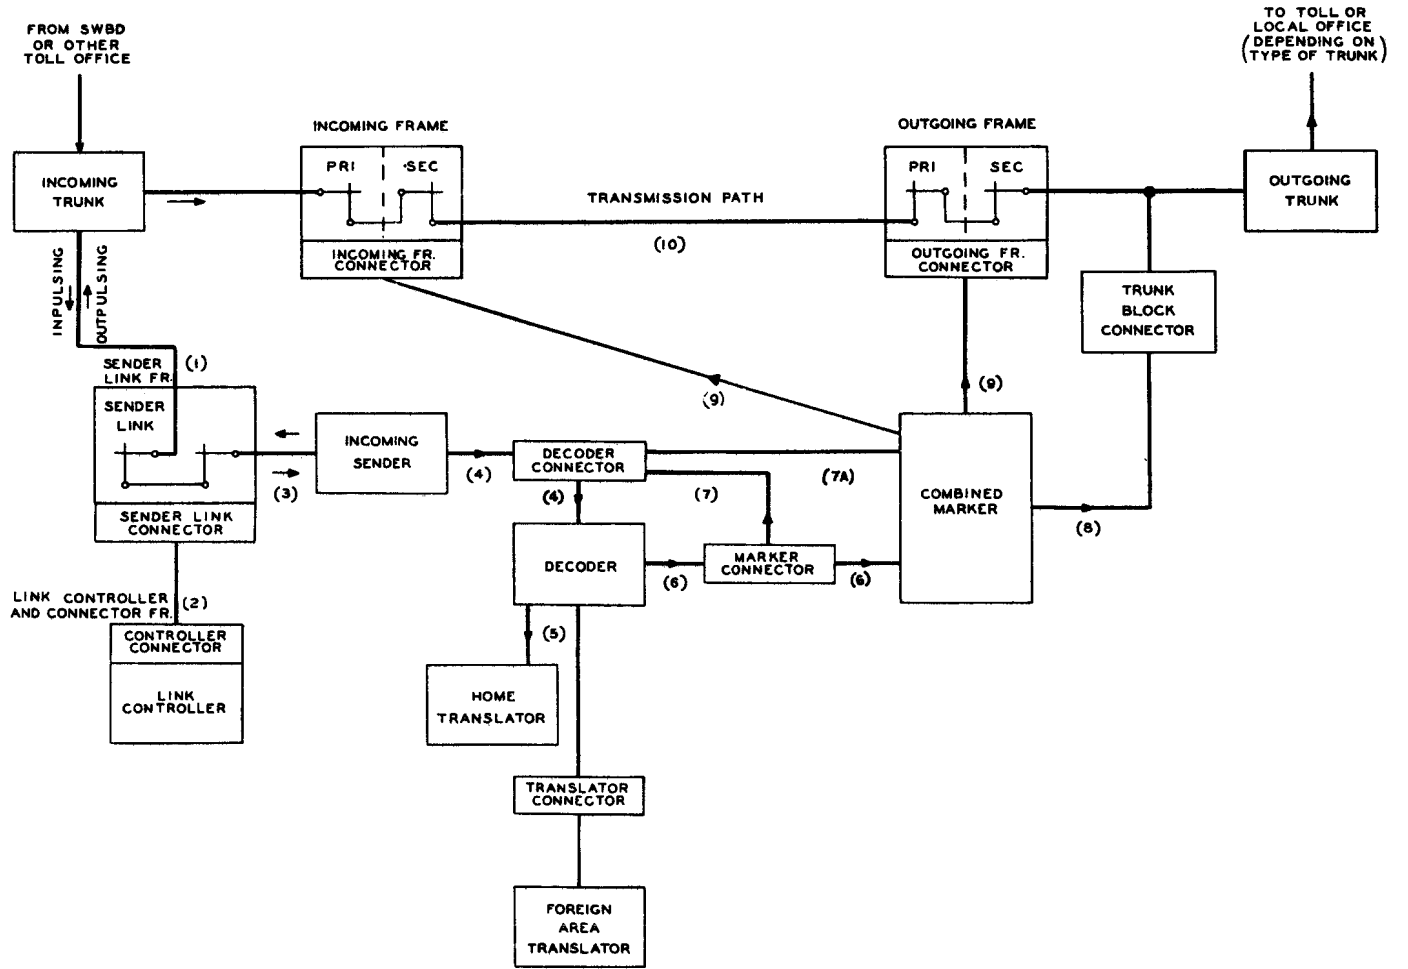 FROM SWBD
OR OTHER
TOLL OFFICE
TO TOLL OR
LOCAL OFFICE
(DEPENDING ON
TYPE OF TRUNK)
INCOMING FRAME
OUTGOING FRAME
INCOMING
TRUNK
PRI
SEC
TRANSMISSION PATH
(10)
PRI
SEC
OUTGOING
TRUNK
INCOMING FR.
CONNECTOR
OUTGOING FR.
CONNECTOR
INPULSING
OUTPULSING
TRUNK
BLOCK
CONNECTOR
(1)
SENDER
LINK FR.
(9)
(9)
SENDER
LINK
INCOMING
SENDER
(3)
(4)
DECODER
CONNECTOR
(7A)
(7)
(4)
COMBINED
MARKER
(8)
SENDER LINK
CONNECTOR
DECODER
(6)
MARKER
CONNECTOR
(6)
LINK CONTROLLER
AND CONNECTOR FR.
(2)
(5)
CONTROLLER
CONNECTOR
LINK
CONTROLLER
HOME
TRANSLATOR
TRANSLATOR
CONNECTOR
FOREIGN
AREA
TRANSLATOR